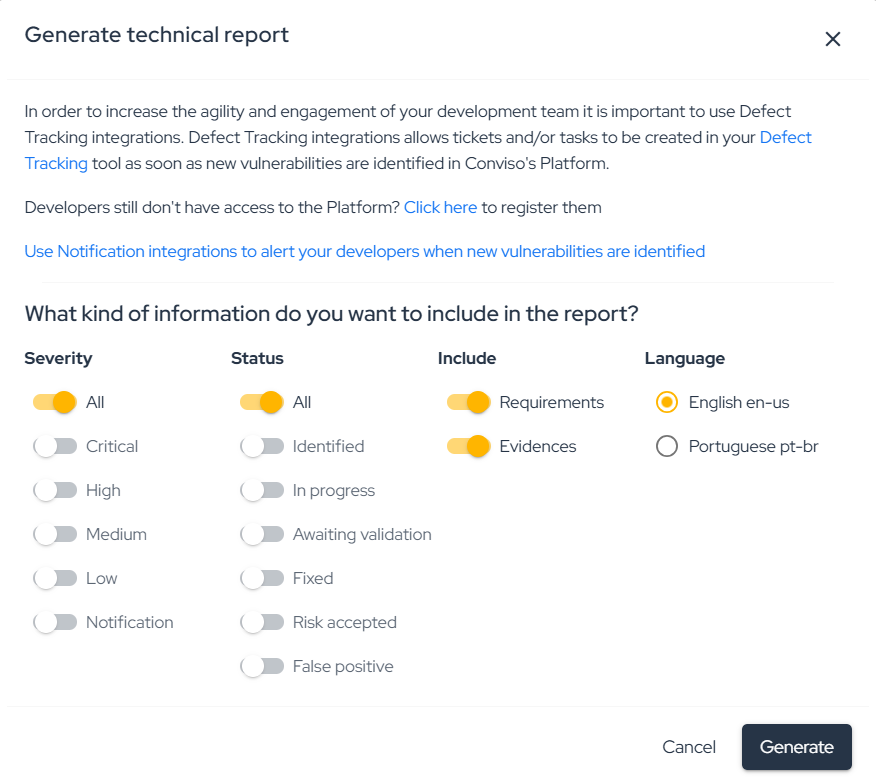 Generate technical report
In order to increase the agility and engagement of your development team it is important to use Defect
Tracking integrations. Defect Tracking integrations allows tickets and/or tasks to be created in your Defect
Tracking tool as soon as new vulnerabilities are identified in Conviso's Platform.
Developers still don't have access to the Platform? Click here to register them
Use Notification integrations to alert your developers when new vulnerabilities are identified
What kind of information do you want to include in the report?
Severity
All
Critical
High
Medium
Low
Notification
Status
All
Identified
In progress
Awaiting validation
Fixed
Risk accepted
False positive
Include
Requirements
Evidences
Language
English en-us
Portuguese pt-br
Cancel
Generate